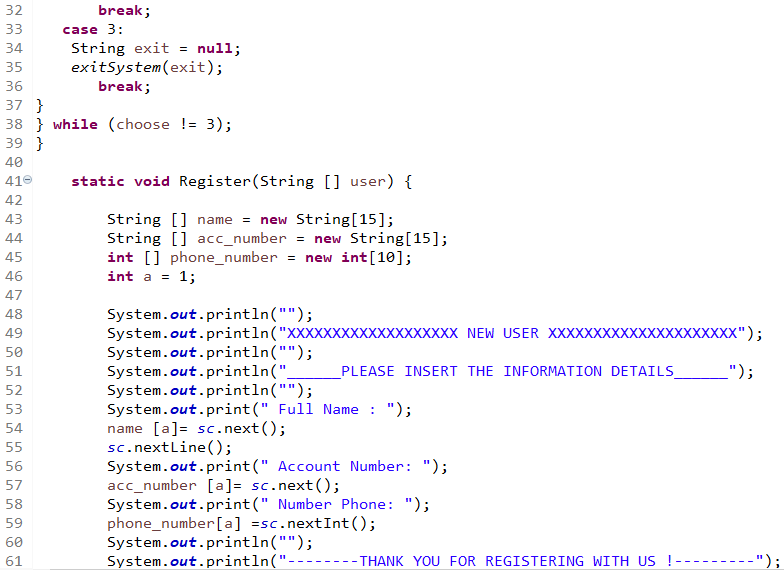 32 break;
33 case 3:
34 String exit = null;
35 exitSystem(exit);
36 break;
37 }
38 } while (choose != 3);
39 }
40
41 static void Register(String [] user) {
42
43 String [] name = new String[15];
44 String [] acc_number = new String[15];
45 int [] phone_number = new int[10];
46 int a = 1;
47
48 System.out.println("");
49 System.out.println("XXXXXXXXXXXXXXXXXXX NEW USER XXXXXXXXXXXXXXXXXXXXX");
50 System.out.println("");
51 System.out.println("______PLEASE INSERT THE INFORMATION DETAILS______");
52 System.out.println("");
53 System.out.print(" Full Name : ");
54 name [a]= sc.next();
55 sc.nextLine();
56 System.out.print(" Account Number: ");
57 acc_number [a]= sc.next();
58 System.out.print(" Number Phone: ");
59 phone_number[a] =sc.nextInt();
60 System.out.println("");
61 System.out.println("--------THANK YOU FOR REGISTERING WITH US !---------");